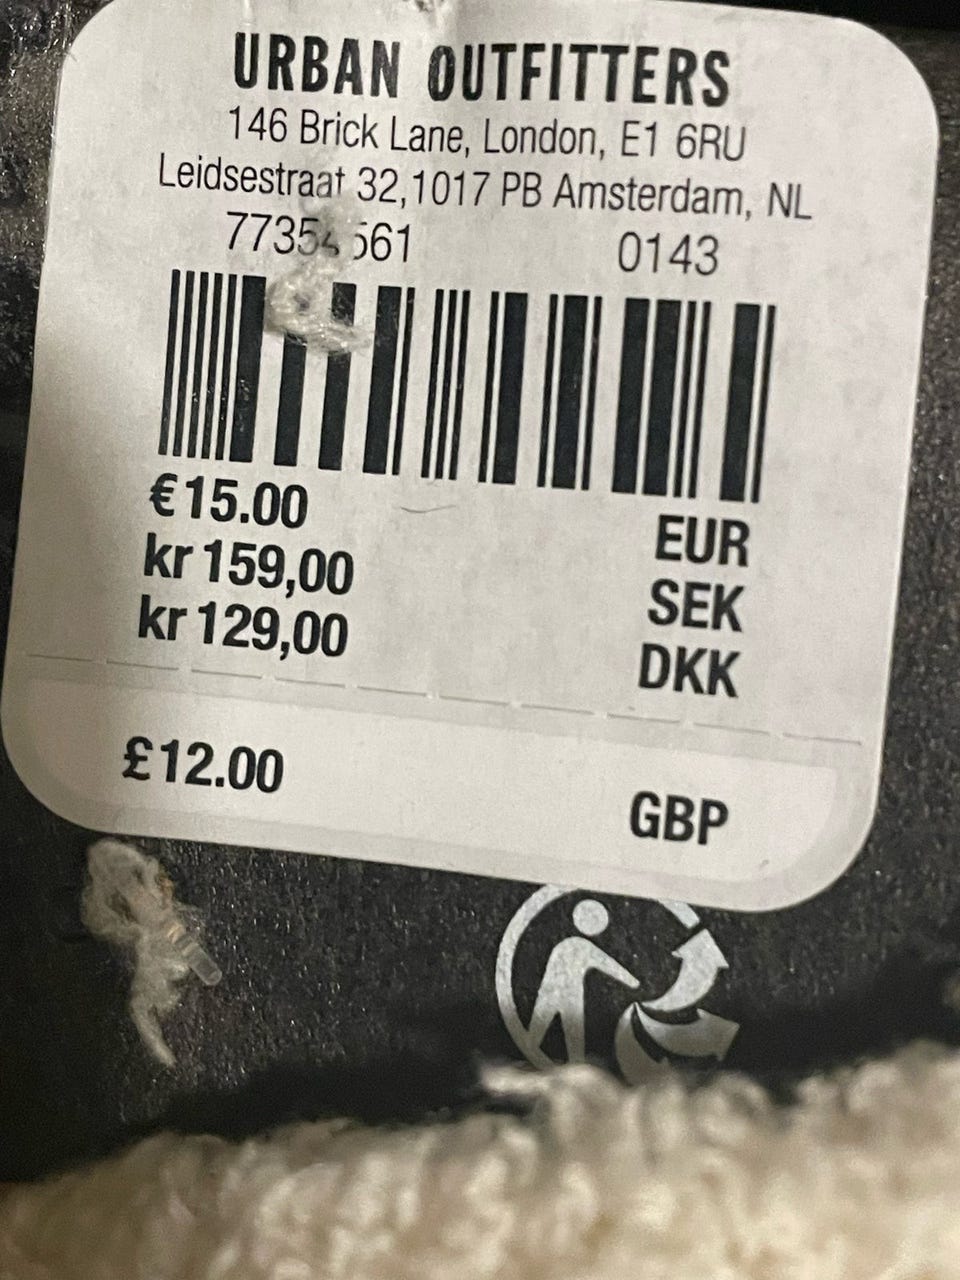 URBAN OUTFITTERS
146 Brick Lane, London, E1 6RU
Leidsestraat 32,1017 PB Amsterdam, NL
0143
€15.00 EUR
kr 159,00 SEK
kr 129,00 DKK
£12.00 GBP